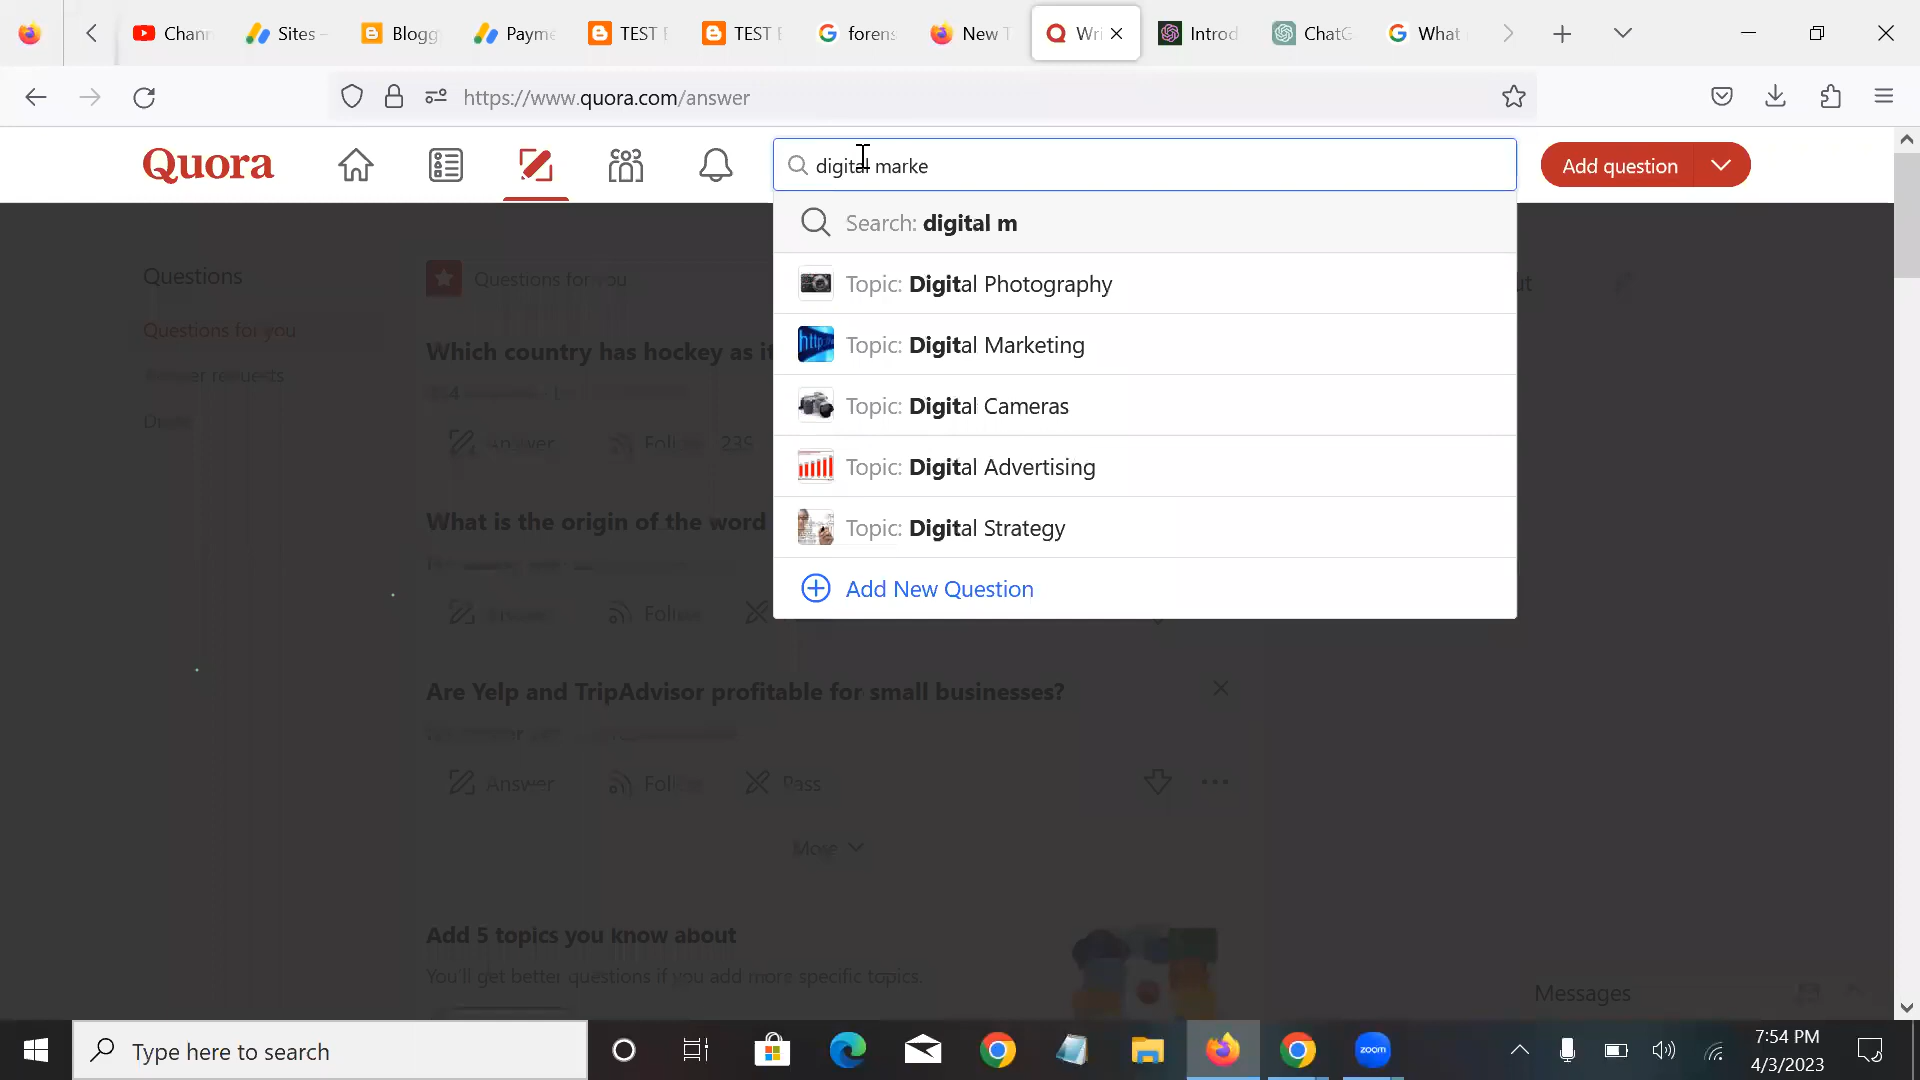 Chann
Sites -
Blogg
Payme
TEST
TEST
forens
New T
Wri
Introd
ChatG
What
https://www.quora.com/answer
Quora
digital marke
Add question
Search: digital m
Topic: Digital Photography
Topic: Digital Marketing
Topic: Digital Cameras
Topic: Digital Advertising
Topic: Digital Strategy
Add New Question
Questions
Questions for you
Questions for you
Which country has hockey as it
Answer
239
What is the origin of the word
Are Yelp and TripAdvisor profitable for small businesses?
Answer
Pass
More
Add 5 topics you know about
You'll get better questions if you add more specific topics.
Messages
Type here to search
zoom
7:54 PM
4/3/2023